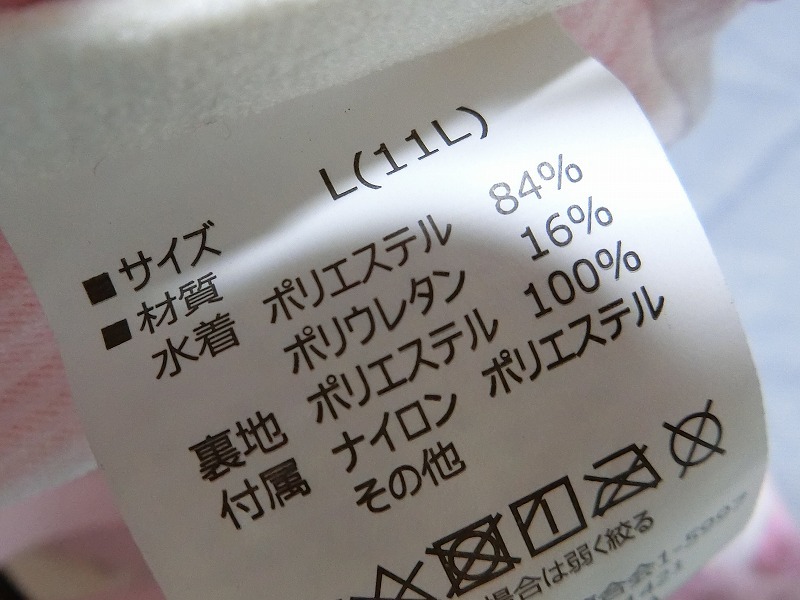 ■サイズ L(11L)
■材質
水着 ポリエステル 84%
ポリウレタン 16%
裏地 ポリエステル 100%
付属 ナイロン ポリエステル
その他
場合は弱く絞る